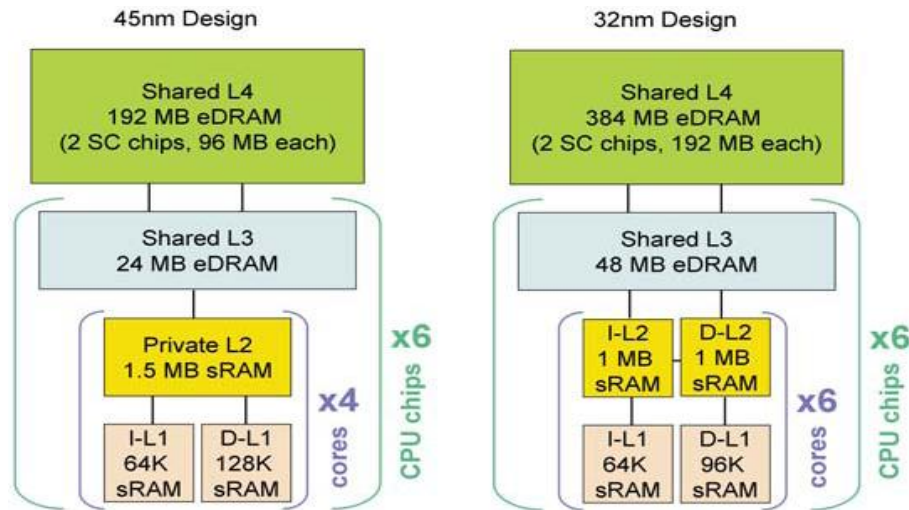 45nm Design
Shared L4
192 MB eDRAM
(2 SC chips, 96 MB each)
Shared L3
24 MB eDRAM
Private L2
1.5 MB sRAM
I-L1
64K
sRAM
D-L1
128K
sRAM
x4
cores
x6
CPU chips
32nm Design
Shared L4
384 MB eDRAM
(2 SC chips, 192 MB each)
Shared L3
48 MB eDRAM
I-L2
1 MB
sRAM
D-L2
1 MB
sRAM
I-L1
64K
sRAM
D-L1
96K
sRAM
x6
cores
x6
CPU chips